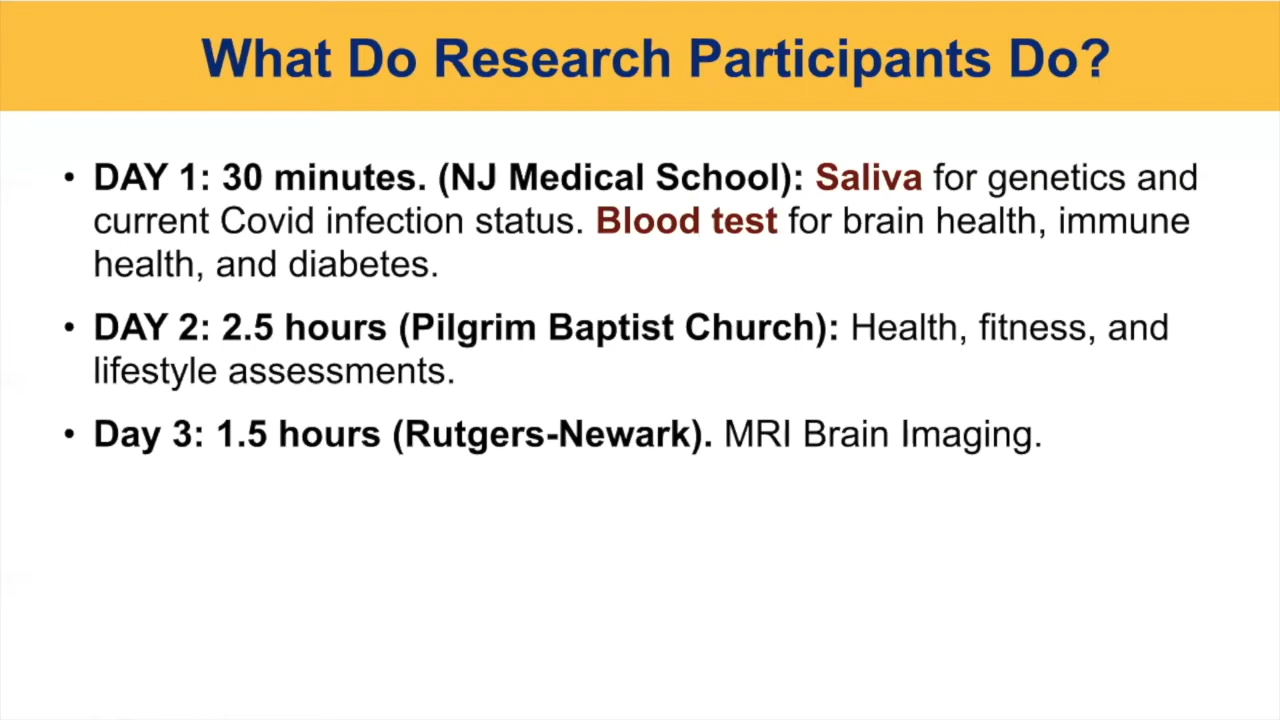 What Do Research Participants Do?
• DAY 1: 30 minutes. (NJ Medical School): Saliva for genetics and
current Covid infection status. Blood test for brain health, immune
health, and diabetes.
• DAY 2: 2.5 hours (Pilgrim Baptist Church): Health, fitness, and
lifestyle assessments.
• Day 3: 1.5 hours (Rutgers-Newark). MRI Brain Imaging.